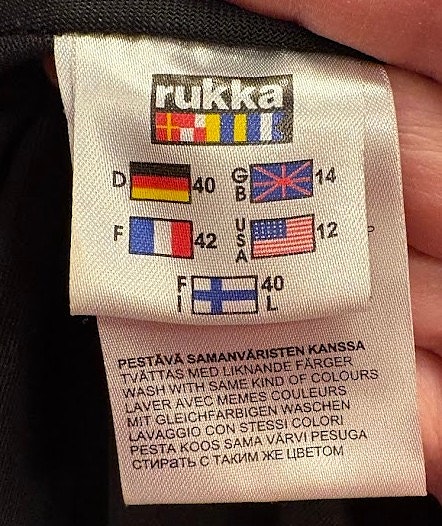 rukka
D 40 GB 14
F 42 USA 12
FI 40 L
PESTÄVÄ SAMANVÄRISTEN KANSSA
TVÄTTAS MED LIKNANDE FÄRGER
WASH WITH SAME KIND OF COLOURS
LAVER AVEC MEMES COULEURS
MIT GLEICHFARBIGEN WASCHEN
LAVAGGIO CON STESSI COLORI
PESTA KOOS SAMA VÄRVI PESUGA
СТИРАТЬ С ТАКИМ ЖЕ ЦВЕТОМ